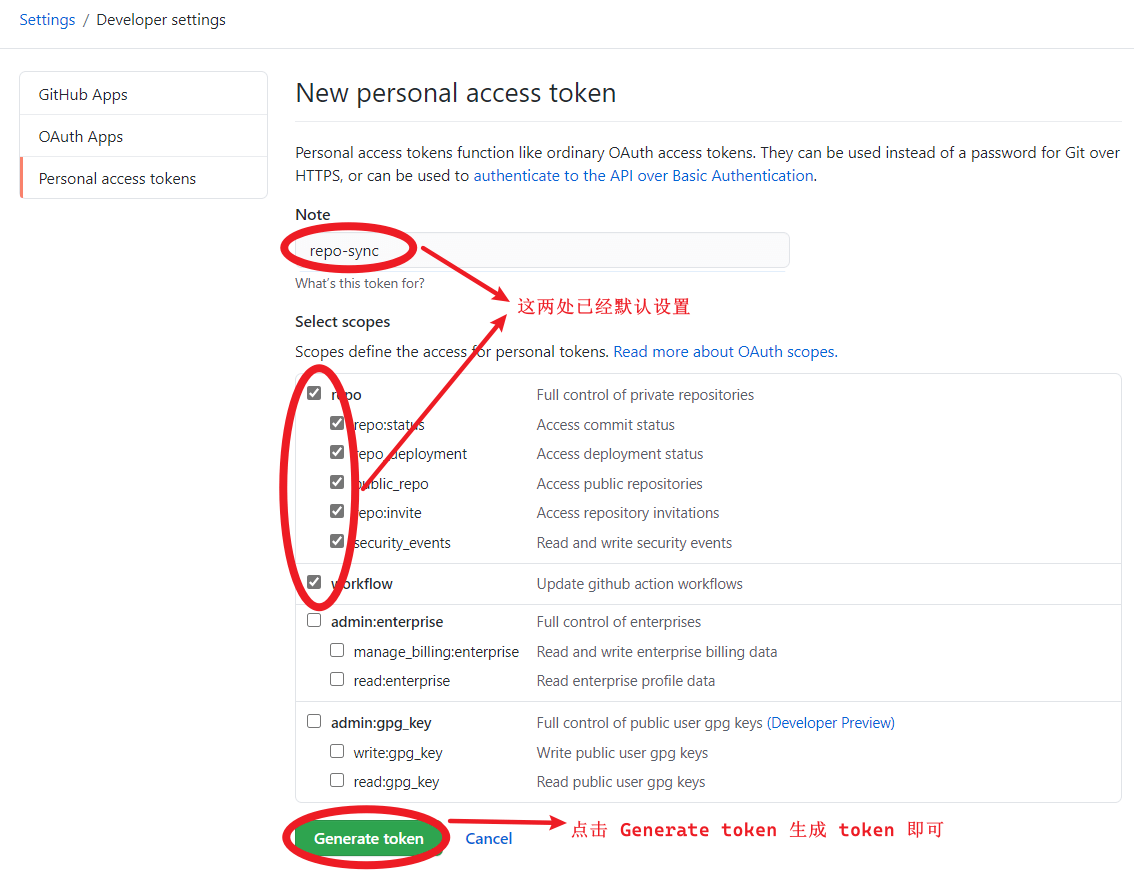 Settings / Developer settings
GitHub Apps
OAuth Apps
Personal access tokens
New personal access token
Personal access tokens function like ordinary OAuth access tokens. They can be used instead of a password for Git over
HTTPS, or can be used to authenticate to the API over Basic Authentication.
Note
repo-sync
What's this token for?
这两处已经默认设置
Select scopes
Scopes define the access for personal tokens. Read more about OAuth scopes.
repo Full control of private repositories
repo:status Access commit status
repo_deployment Access deployment status
public_repo Access public repositories
repo:invite Access repository invitations
security_events Read and write security events
workflow Update github action workflows
admin:enterprise Full control of enterprises
manage_billing:enterprise Read and write enterprise billing data
read:enterprise Read enterprise profile data
admin:gpg_key Full control of public user gpg keys (Developer Preview)
write:gpg_key Write public user gpg keys
read:gpg_key Read public user gpg keys
Generate token Cancel 点击 Generate token 生成 token 即可